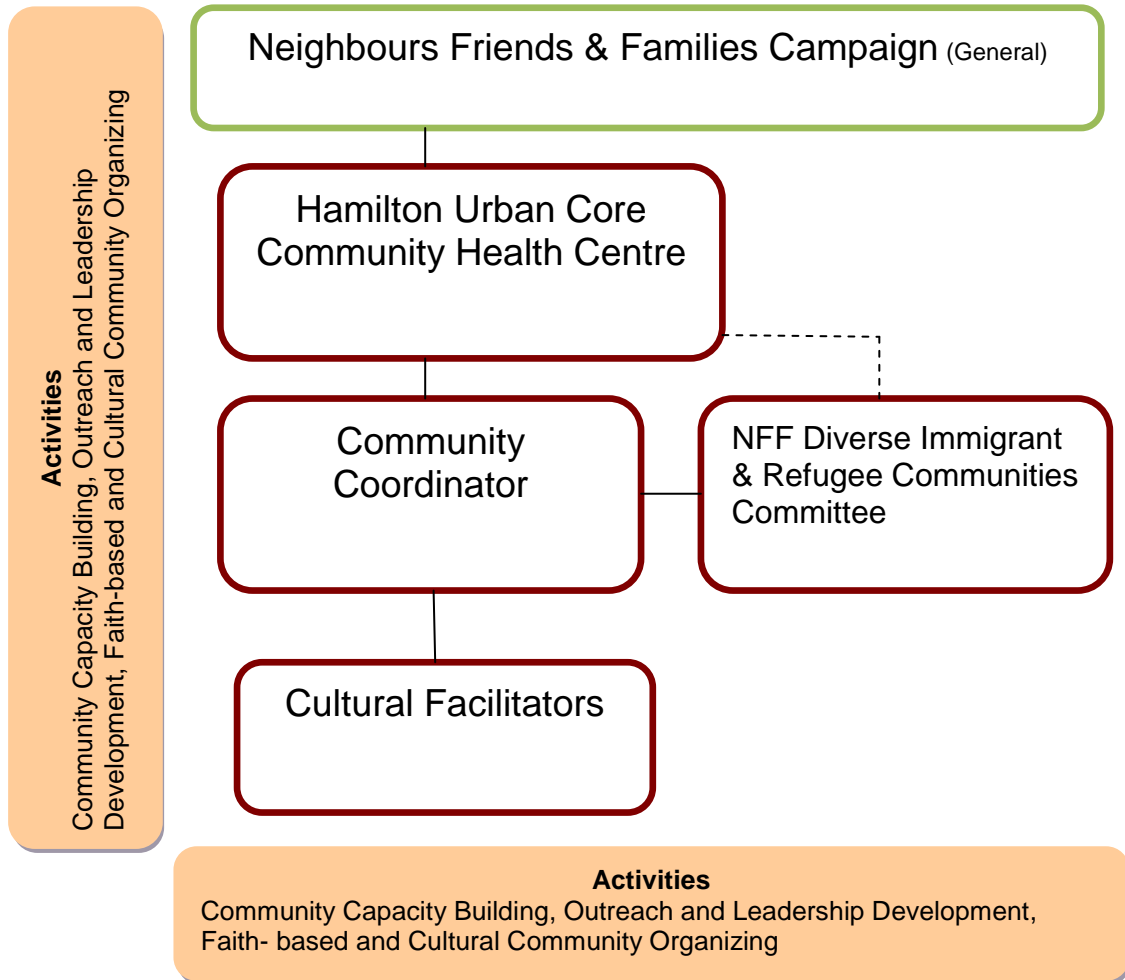 Neighbours Friends & Families Campaign (General)
Activities
Community Capacity Building, Outreach and Leadership
Development, Faith-based and Cultural Community Organizing
Hamilton Urban Core
Community Health Centre
Community
Coordinator
NFF Diverse Immigrant
& Refugee Communities
Committee
Cultural Facilitators
Activities
Community Capacity Building, Outreach and Leadership Development,
Faith- based and Cultural Community Organizing